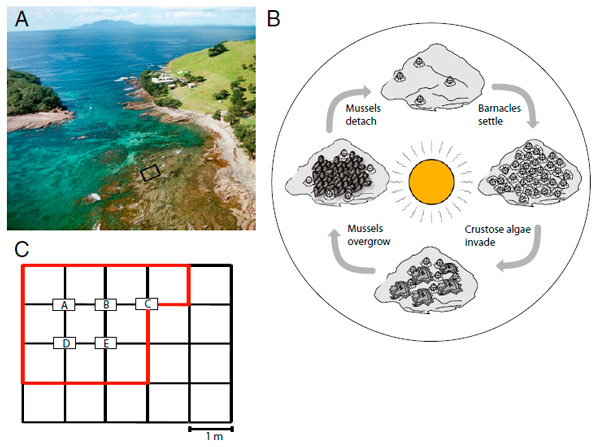 A
B
Mussels
detach
Barnacles
settle
Mussels
overgrow
Crustose algae
invade
C
A
B
C
D
E
1 m